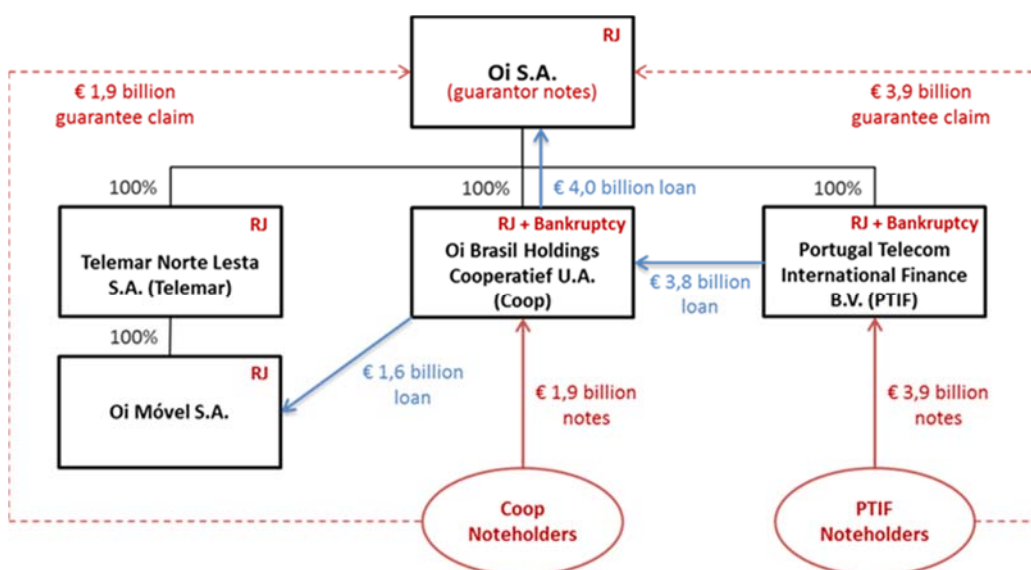 RJ
Oi S.A.
(guarantor notes)
€ 1,9 billion
guarantee claim
€ 3,9 billion
guarantee claim
100%
100%
€ 4,0 billion loan
100%
RJ
Telemar Norte Lesta
S.A. (Telemar)
RJ + Bankruptcy
Oi Brasil Holdings
Cooperatief U.A.
(Coop)
RJ + Bankruptcy
Portugal Telecom
International Finance
B.V. (PTIF)
€ 3,8 billion
loan
100%
RJ
Oi Móvel S.A.
€ 1,6 billion
loan
€ 1,9 billion
notes
€ 3,9 billion
notes
Coop
Noteholders
PTIF
Noteholders